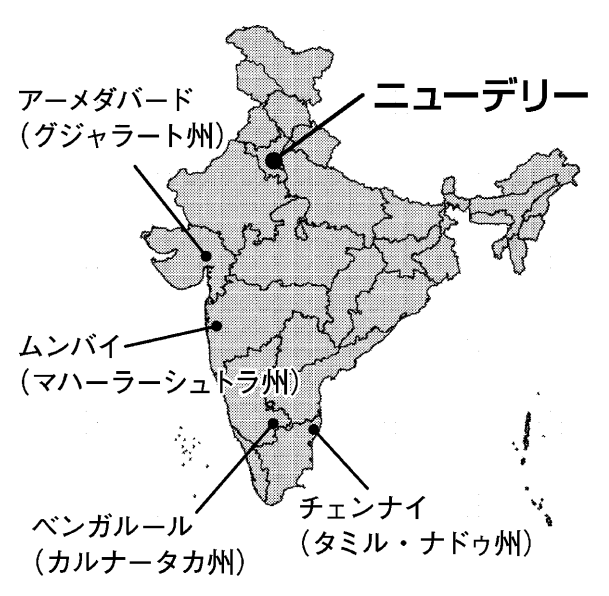 ニューデリー
アーメダバード
（グジャラート州）
ムンバイ
（マハーラーシュトラ州）
ベンガルール
（カルナータカ州）
チェンナイ
（タミル・ナドゥ州）